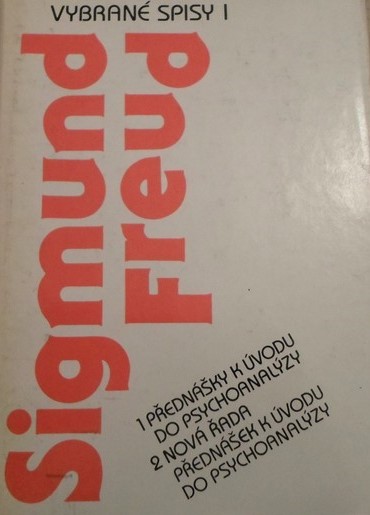 VYBRANÉ SPISY I
Sigmund
Freud
1 PŘEDNÁŠKY K ÚVODU
DO PSYCHOANALÝZY
2 NOVÁ ŘADA
PŘEDNÁŠEK K ÚVODU
DO PSYCHOANALÝZY